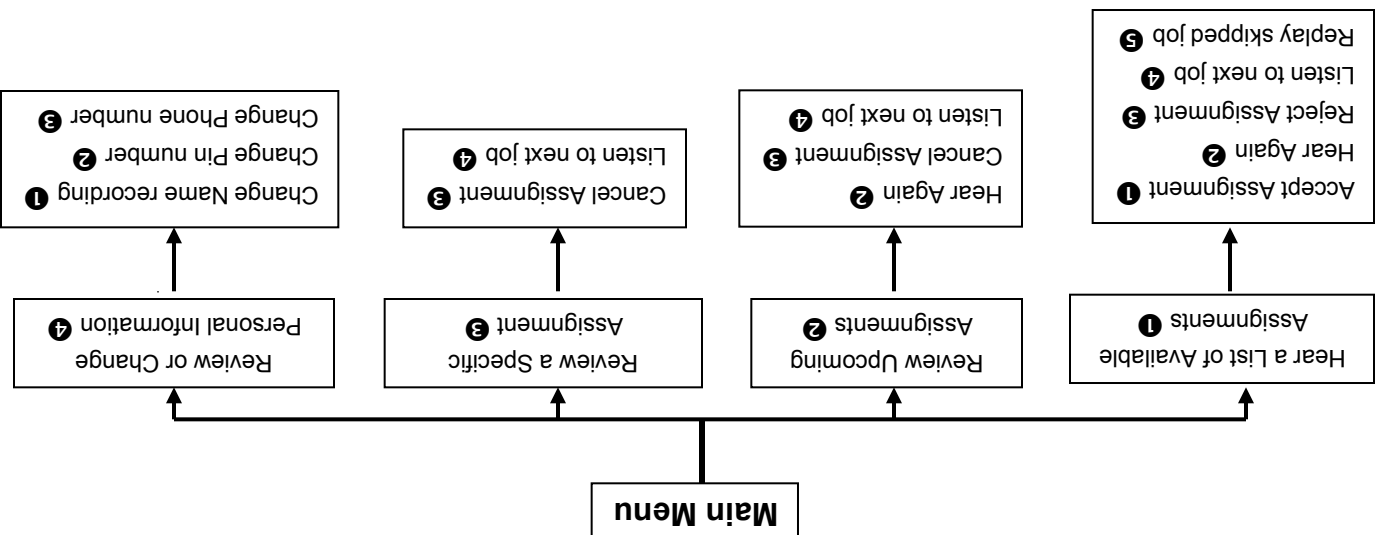 Main Menu
Hear a List of Available
Assignments ❶
Review Upcoming
Assignments ❷
Review a Specific
Assignment ❸
Review or Change
Personal Information ❹
Accept Assignment ❶
Hear Again ❷
Reject Assignment ❸
Listen to next job ❹
Replay skipped job ❺
Hear Again ❷
Cancel Assignment ❸
Listen to next job ❹
Cancel Assignment ❸
Listen to next job ❹
Change Name recording ❶
Change Pin number ❷
Change Phone number ❸